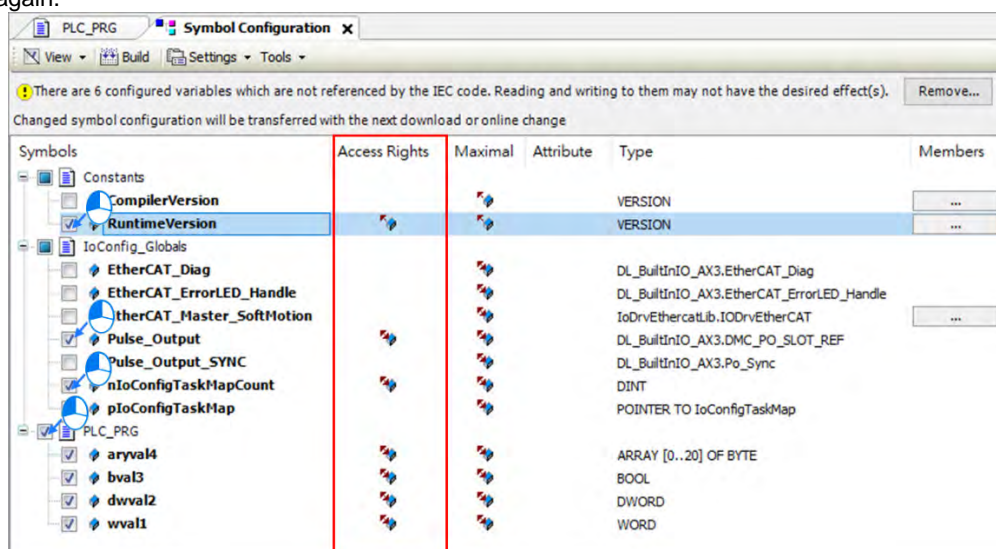 again.
PLC_PRG Symbol Configuration X
View Build Settings Tools
There are 6 configured variables which are not referenced by the IEC code. Reading and writing to them may not have the desired effect(s). Remove...
Changed symbol configuration will be transferred with the next download or online change
Symbols Access Rights Maximal Attribute Type Members
Constants
CompilerVersion VERSION ...
RuntimeVersion VERSION ...
IoConfig_Globals
EtherCAT_Diag DL_BuiltInIO_AX3.EtherCAT_Diag
EtherCAT_ErrorLED_Handle DL_BuiltInIO_AX3.EtherCAT_ErrorLED_Handle
therCAT_Master_SoftMotion IoDrvEthercatLib.IODrvEtherCAT ...
Pulse_Output DL_BuiltInIO_AX3.DMC_PO_SLOT_REF
Pulse_Output_SYNC DL_BuiltInIO_AX3.Po_Sync
nIoConfigTaskMapCount DINT
pIoConfigTaskMap POINTER TO IoConfigTaskMap
PLC_PRG
aryval4 ARRAY [0..20] OF BYTE
bval3 BOOL
dwval2 DWORD
wval1 WORD